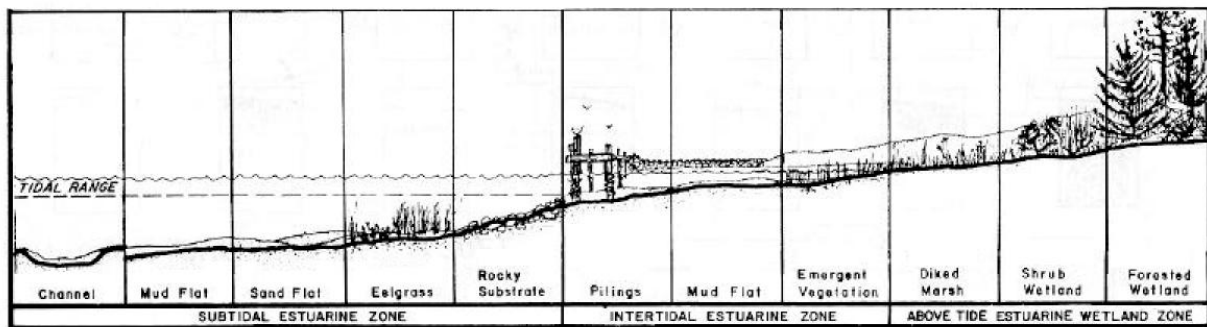 TIDAL RANGE
Channel
Mud Flat
Sand Flat
Eelgrass
Rocky
Substrate
Pilings
Mud Flat
Emergent
Vegetation
Diked
Marsh
Shrub
Wetland
Forested
Wetland
SUBTIDAL ESTUARINE ZONE
INTERTIDAL ESTUARINE ZONE
ABOVE TIDE ESTUARINE WETLAND ZONE